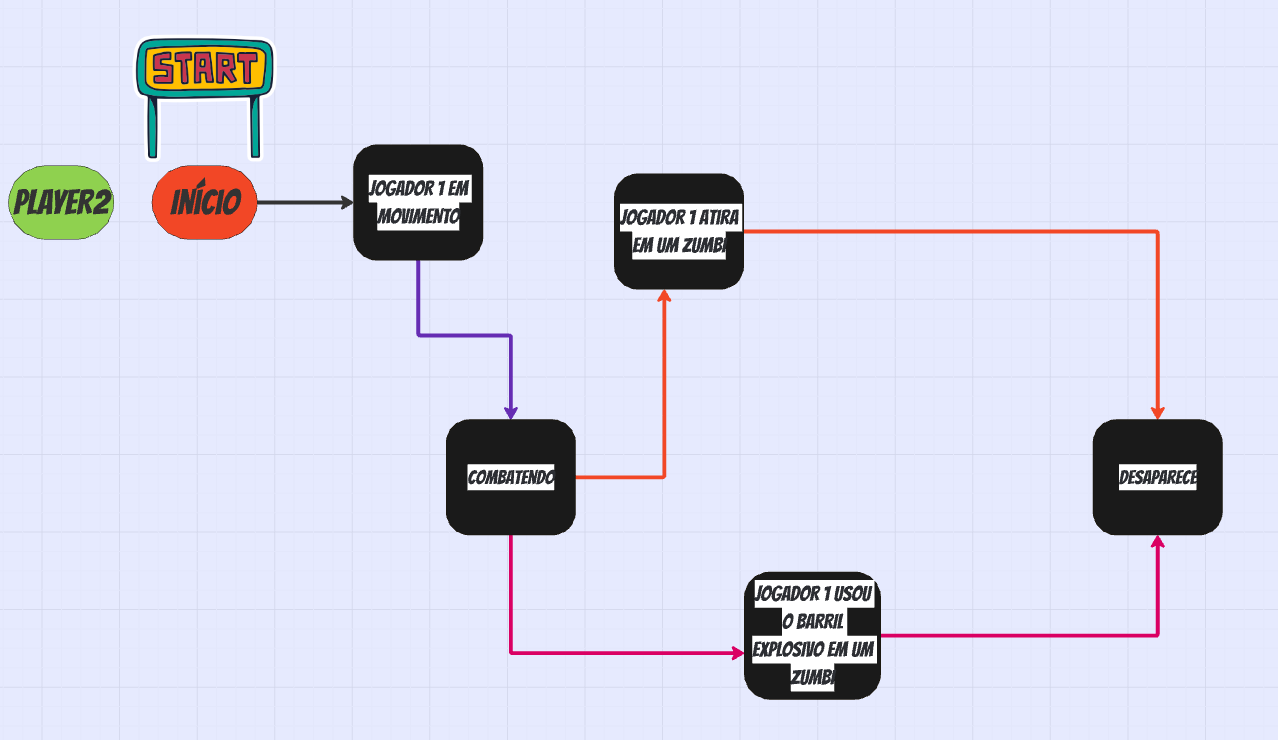 START
PLAYER2
INÍCIO
JOGADOR 1 EM
MOVIMENTO
JOGADOR 1 ATIRA
EM UM ZUMBI
COMBATENDO
DESAPARECE
JOGADOR 1 USOU
O BARRIL
EXPLOSIVO EM UM
ZUMBI